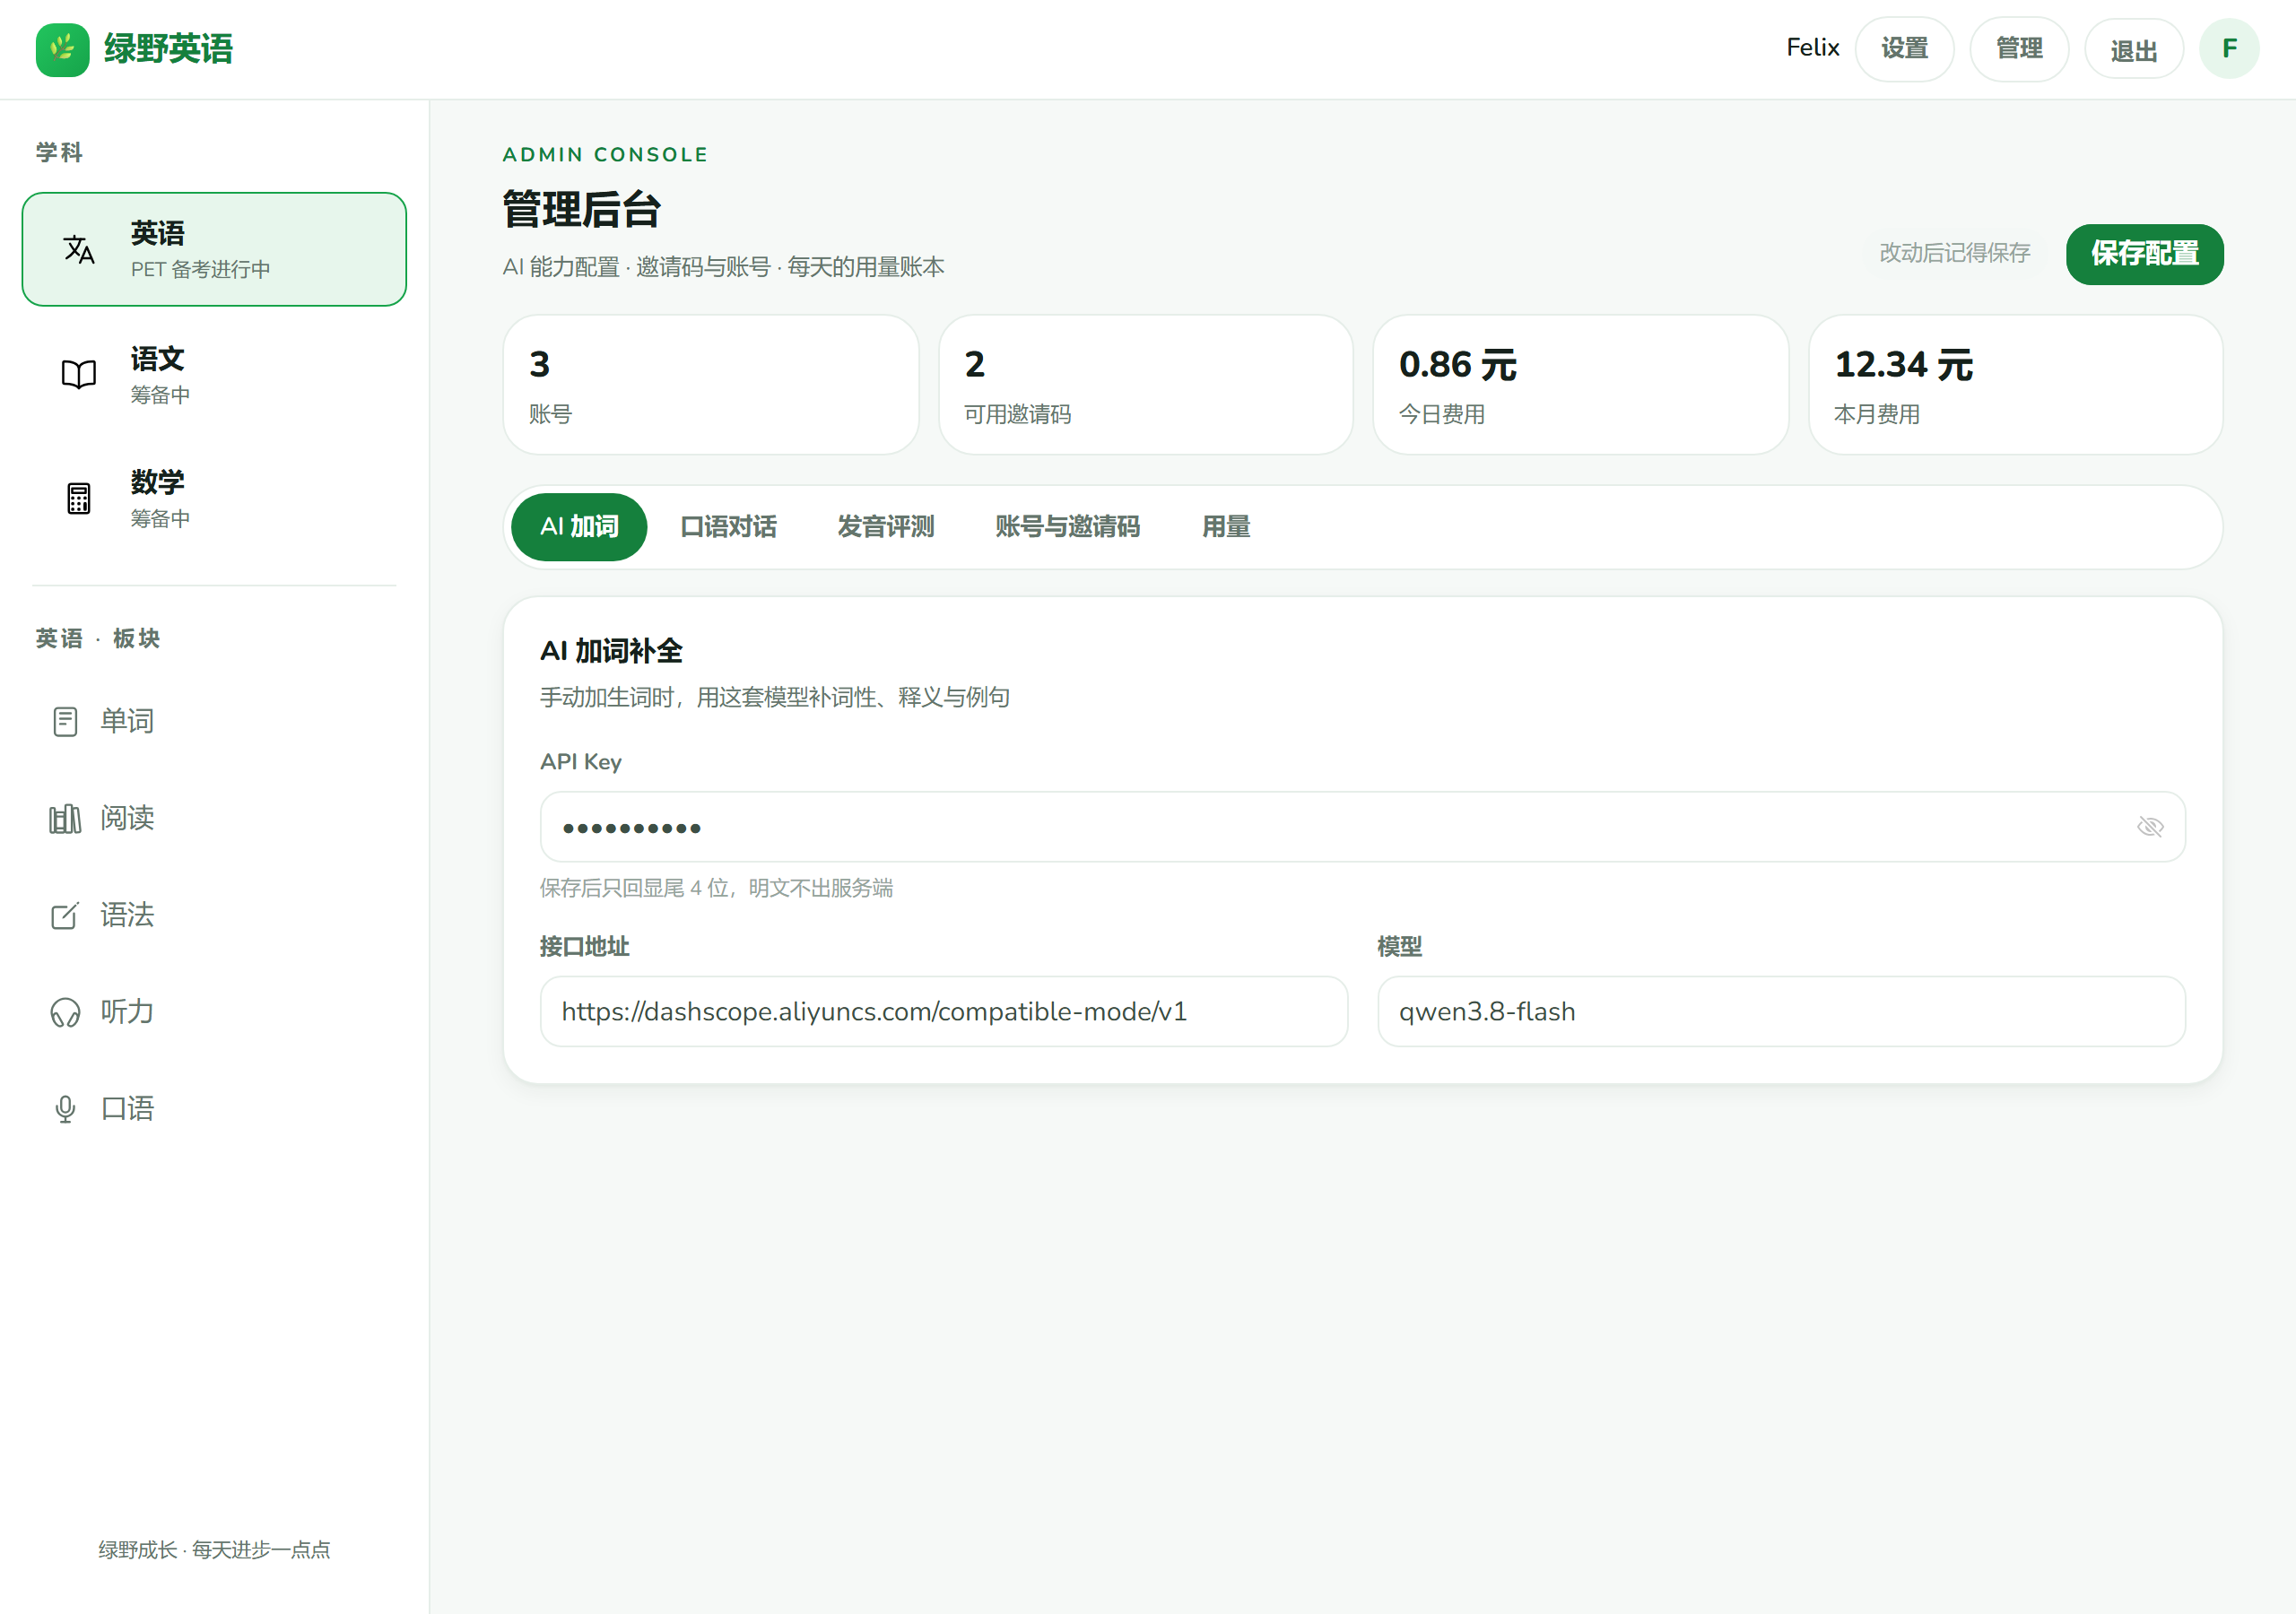 绿野英语
Felix
设置
管理
退出
F
学科
英语
PET 备考进行中
语文
筹备中
数学
筹备中
英语 · 板块
单词
阅读
语法
听力
口语
绿野成长 · 每天进步一点点
ADMIN CONSOLE
管理后台
AI 能力配置 · 邀请码与账号 · 每天的用量账本
改动后记得保存
保存配置
3
账号
2
可用邀请码
0.86 元
今日费用
12.34 元
本月费用
AI 加词
口语对话
发音评测
账号与邀请码
用量
AI 加词补全
手动加生词时，用这套模型补词性、释义与例句
API Key
••••••••••
保存后只回显尾 4 位，明文不出服务端
接口地址
模型
https://dashscope.aliyuncs.com/compatible-mode/v1
qwen3.8-flash